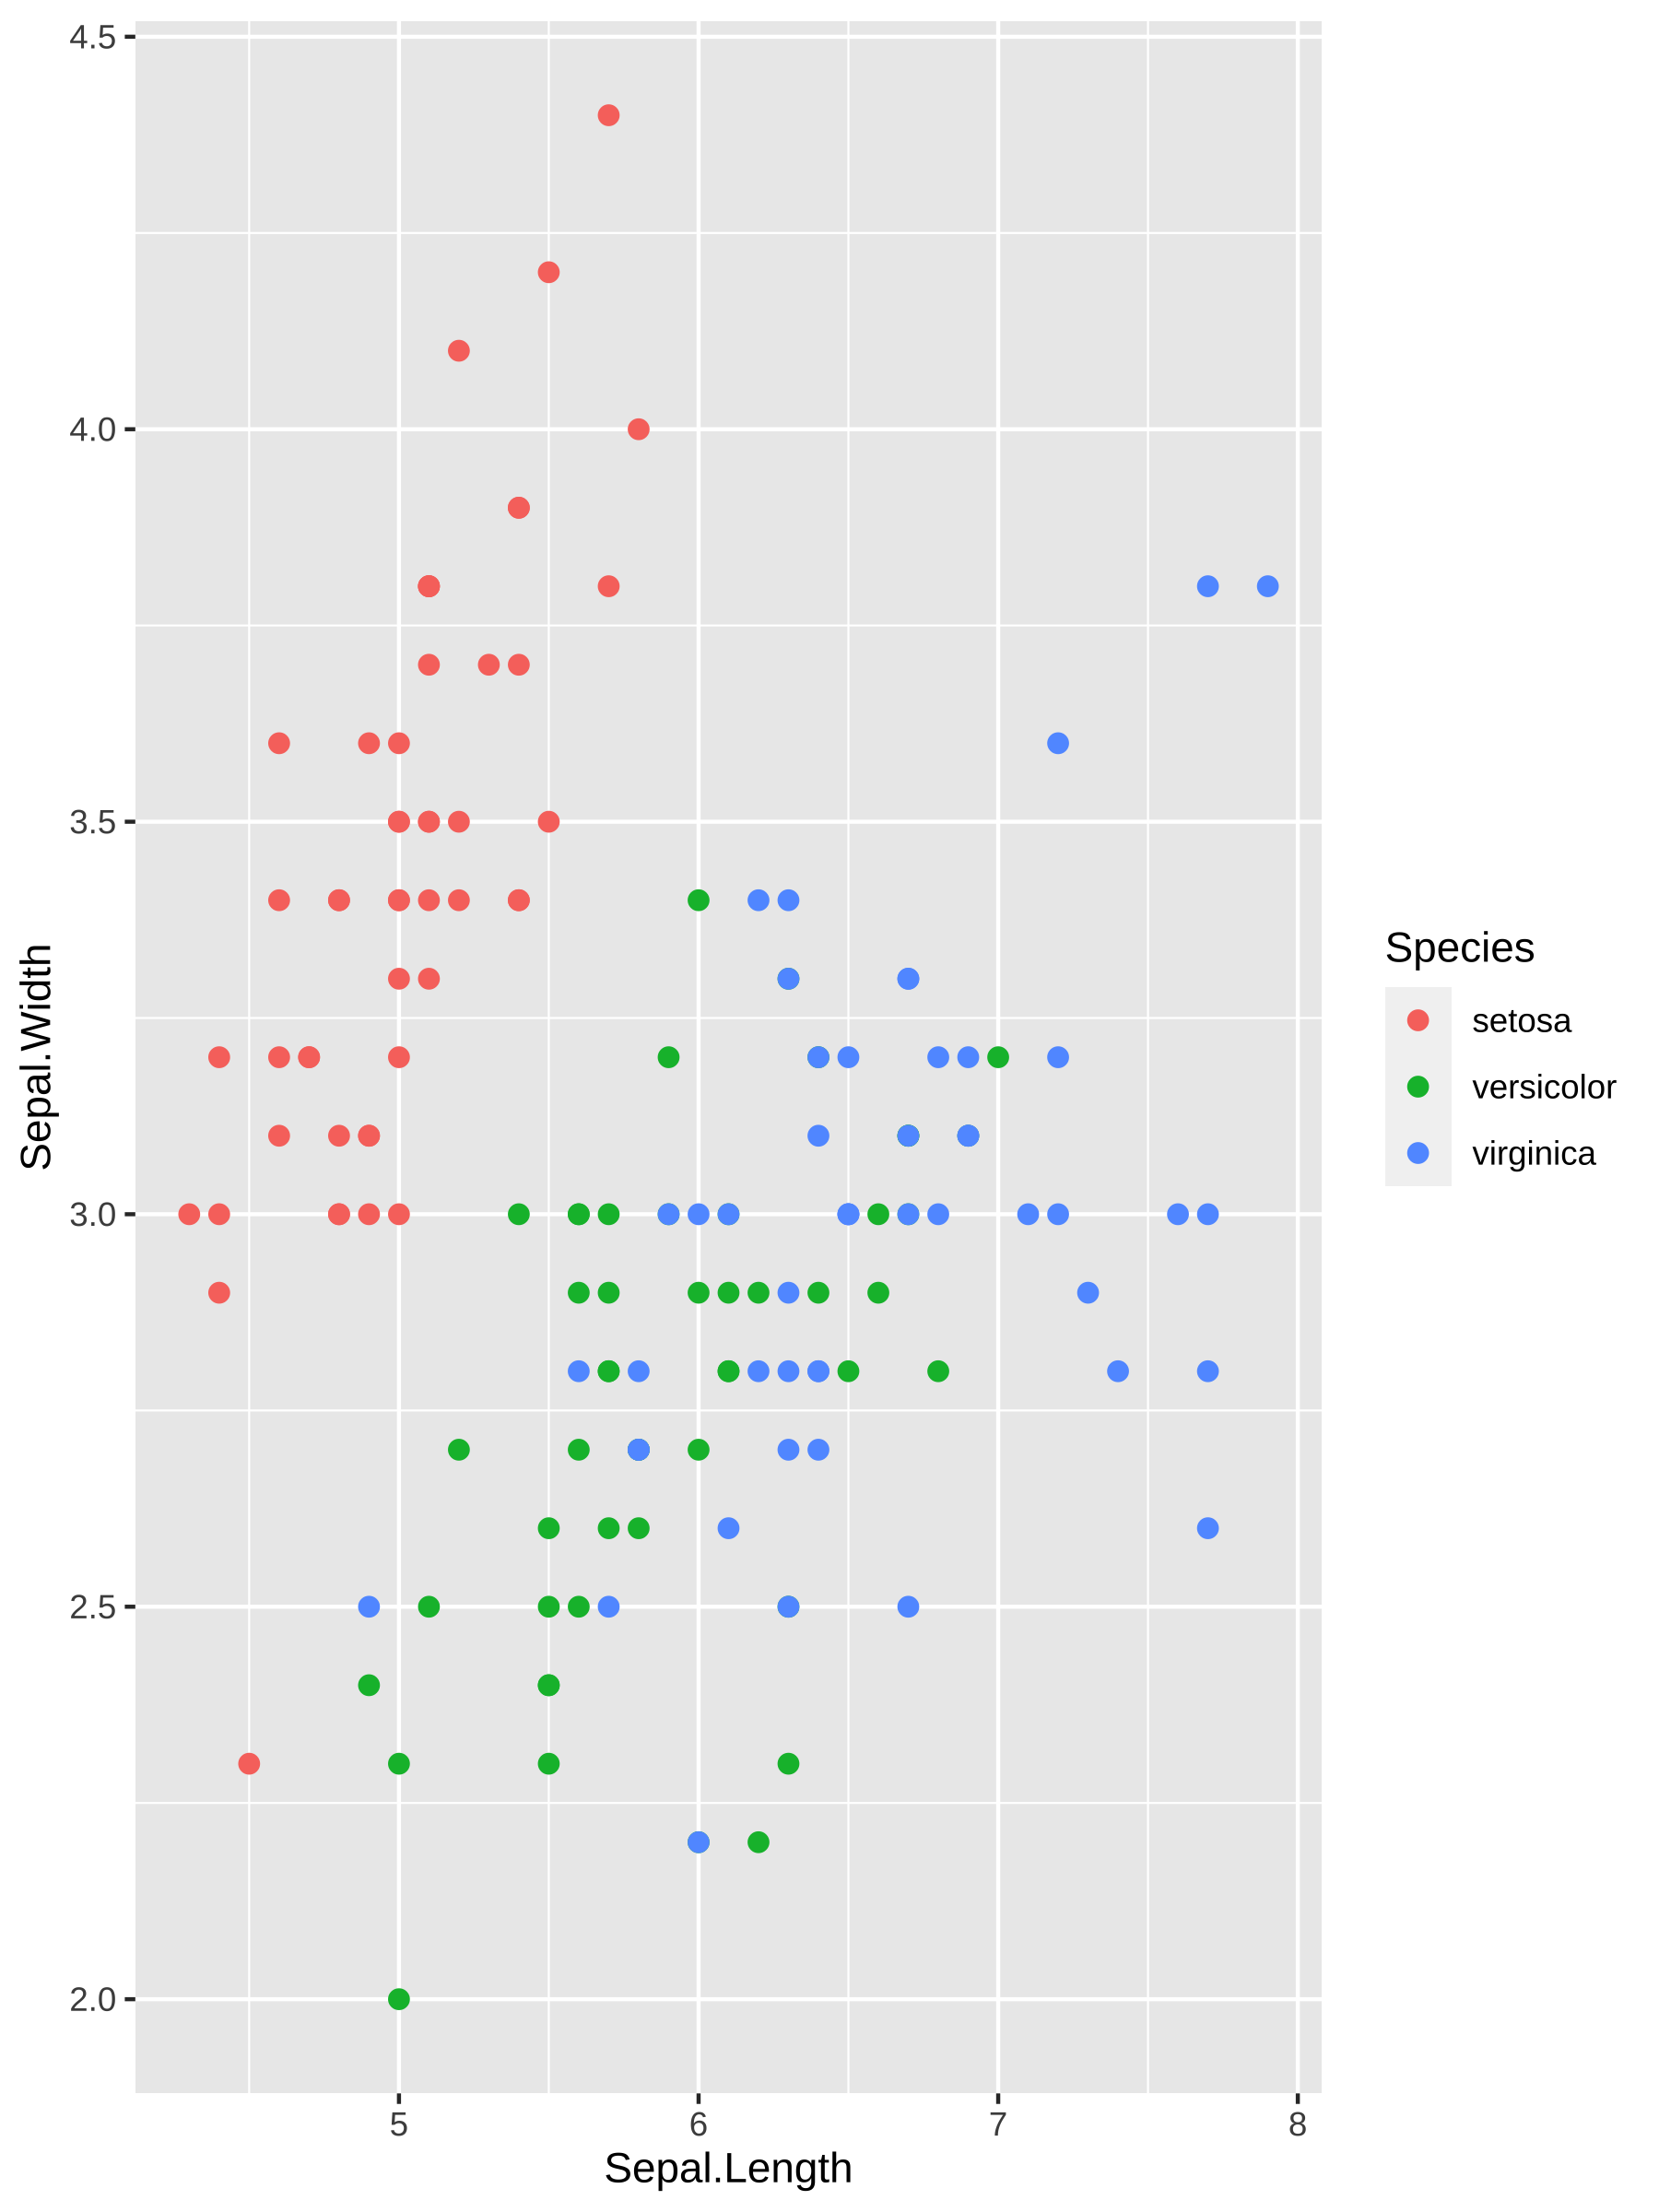 4.5
4.0
3.5
3.0
2.5
2.0
Sepal.Width
5 6 7 8
Sepal.Length
Species
setosa
versicolor
virginica